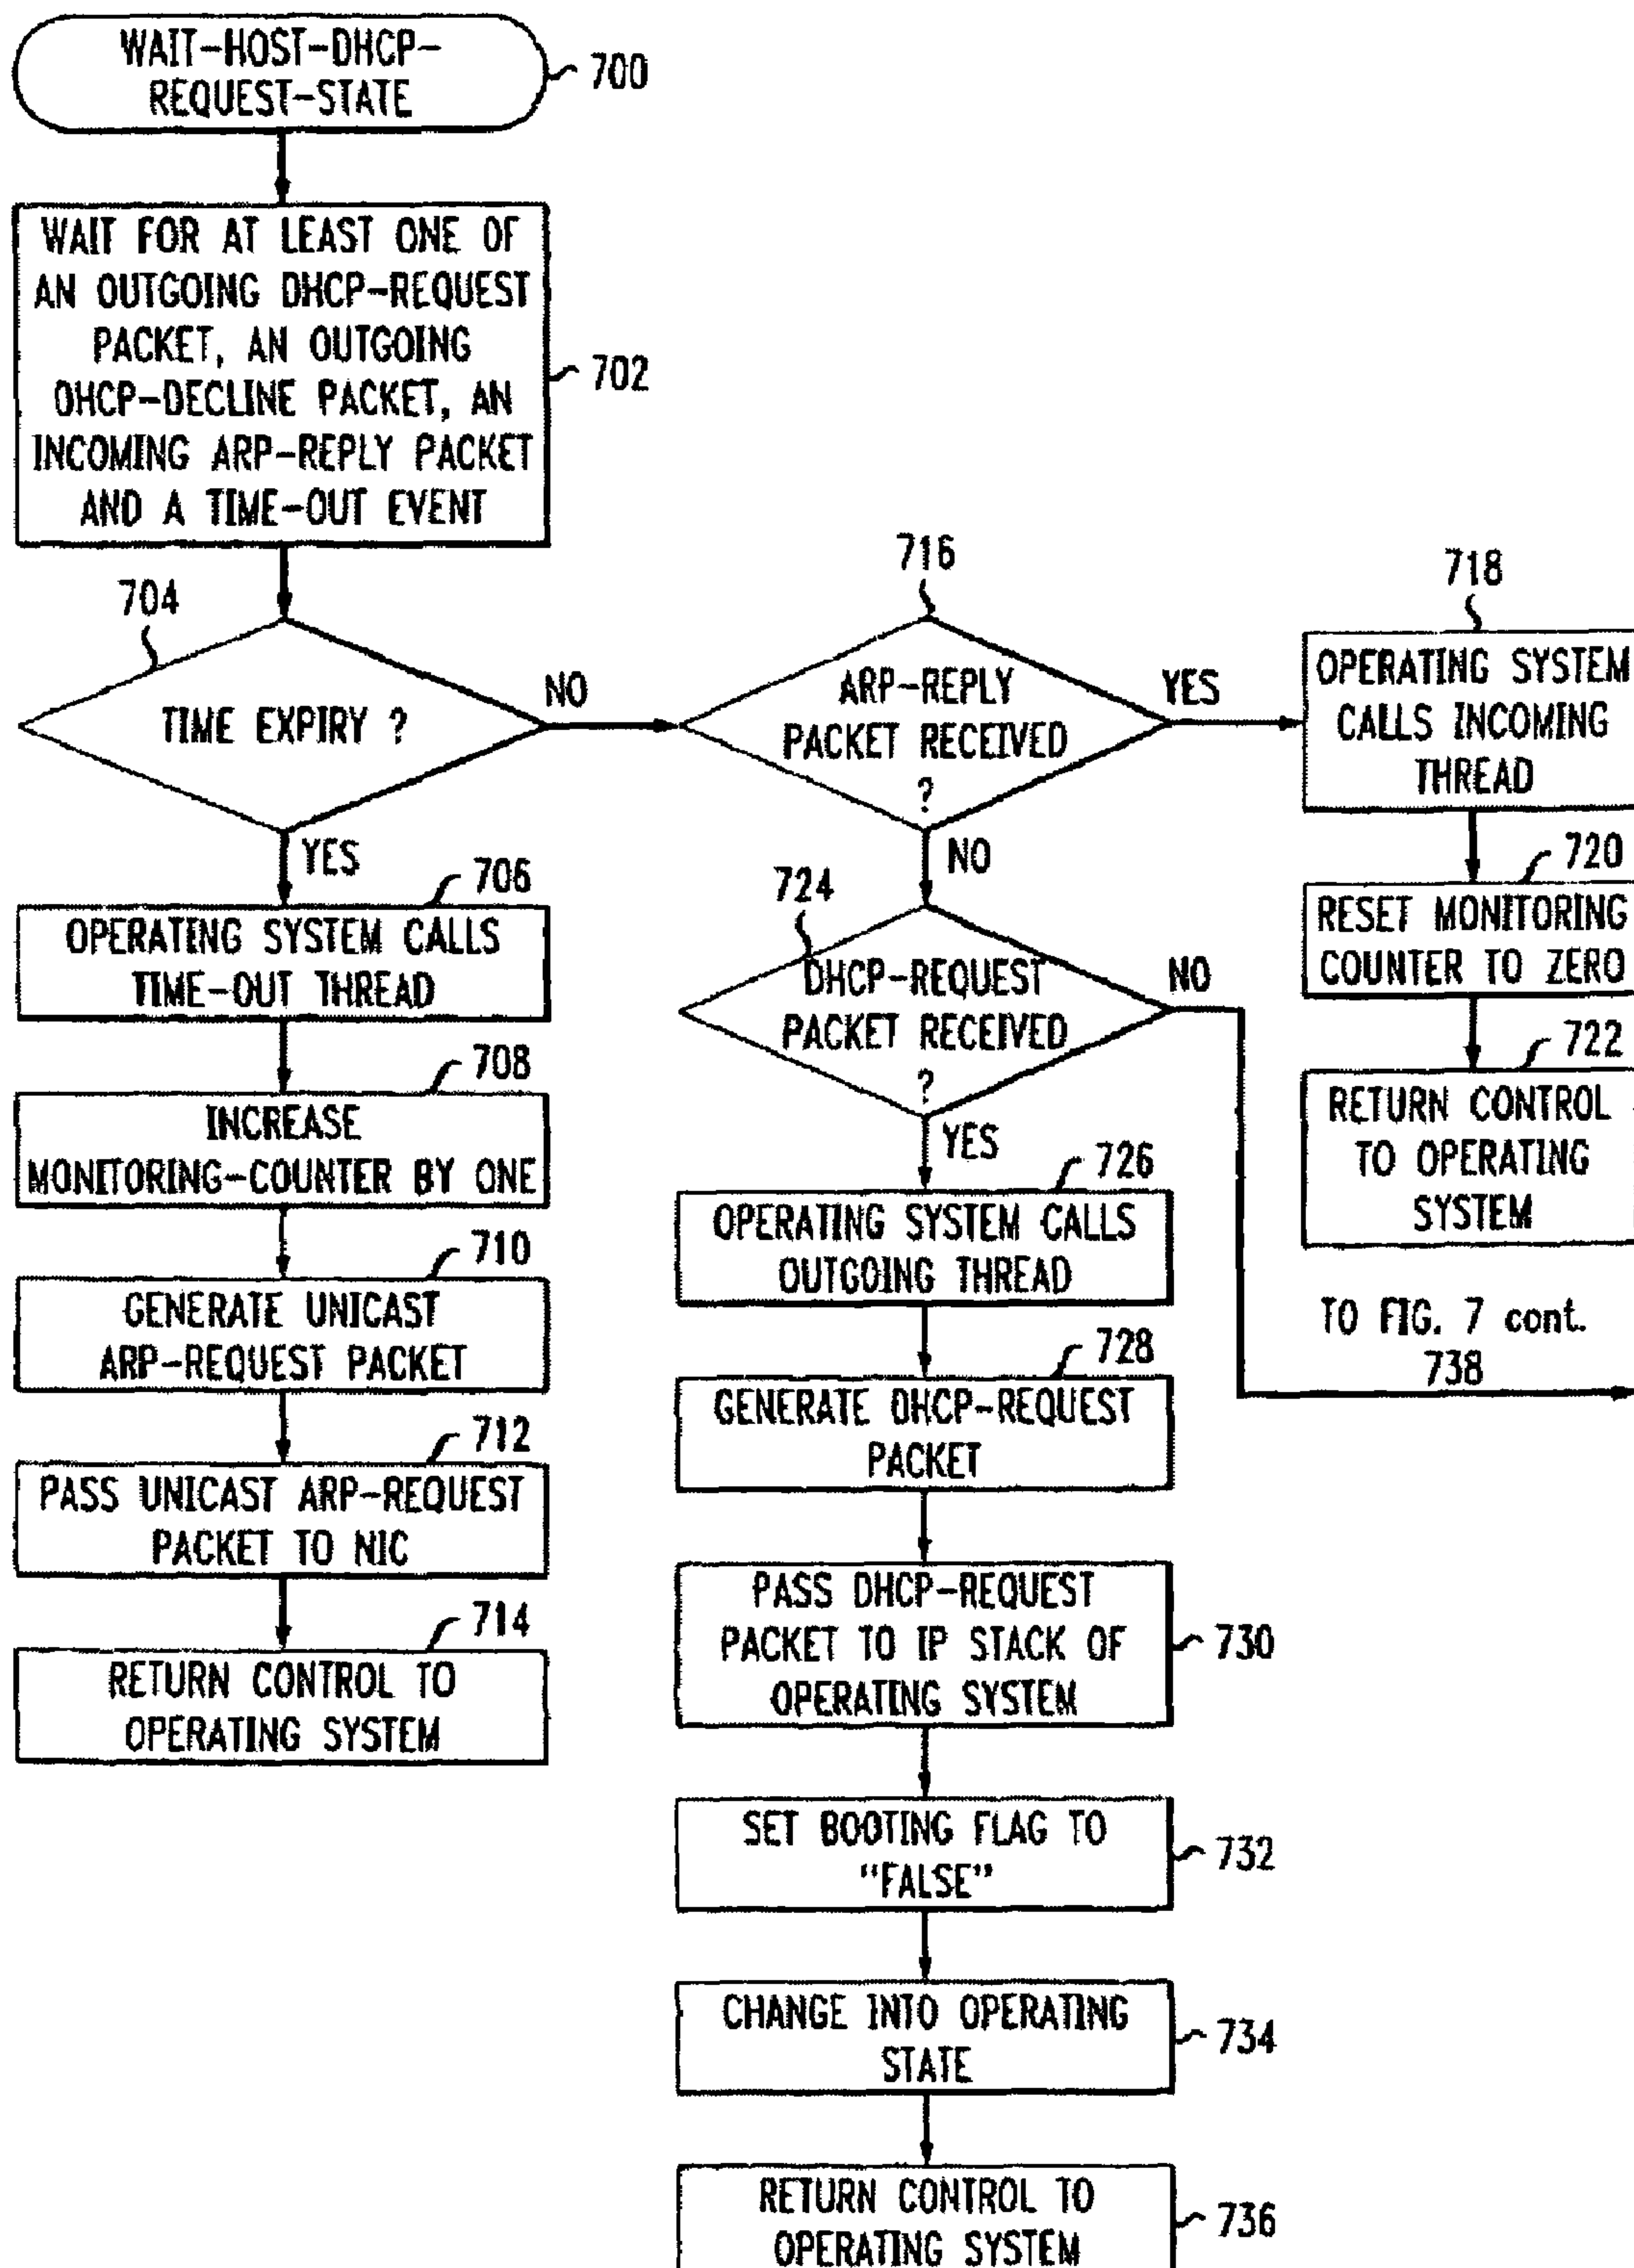 WAIT-HOST-DHCP-
REQUEST-STATE
700
WAIT FOR AT LEAST ONE OF
AN OUTGOING DHCP-REQUEST
PACKET, AN OUTGOING
OHCP-DECLINE PACKET, AN
INCOMING ARP-REPLY PACKET
AND A TIME-OUT EVENT
702
704
TIME EXPIRY ?
NO
YES
706
OPERATING SYSTEM CALLS
TIME-OUT THREAD
708
INCREASE
MONITORING-COUNTER BY ONE
710
GENERATE UNICAST
ARP-REQUEST PACKET
712
PASS UNICAST ARP-REQUEST
PACKET TO NIC
714
RETURN CONTROL TO
OPERATING SYSTEM
716
ARP-REPLY
PACKET RECEIVED
?
YES
NO
718
OPERATING SYSTEM
CALLS INCOMING
THREAD
720
RESET MONITORING
COUNTER TO ZERO
722
RETURN CONTROL
TO OPERATING
SYSTEM
724
DHCP-REQUEST
PACKET RECEIVED
?
NO
YES
TO FIG. 7 cont.
738
726
OPERATING SYSTEM CALLS
OUTGOING THREAD
728
GENERATE DHCP-REQUEST
PACKET
PASS DHCP-REQUEST
PACKET TO IP STACK OF
OPERATING SYSTEM
730
SET BOOTING FLAG TO
"FALSE"
732
CHANGE INTO OPERATING
STATE
734
RETURN CONTROL TO
OPERATING SYSTEM
736